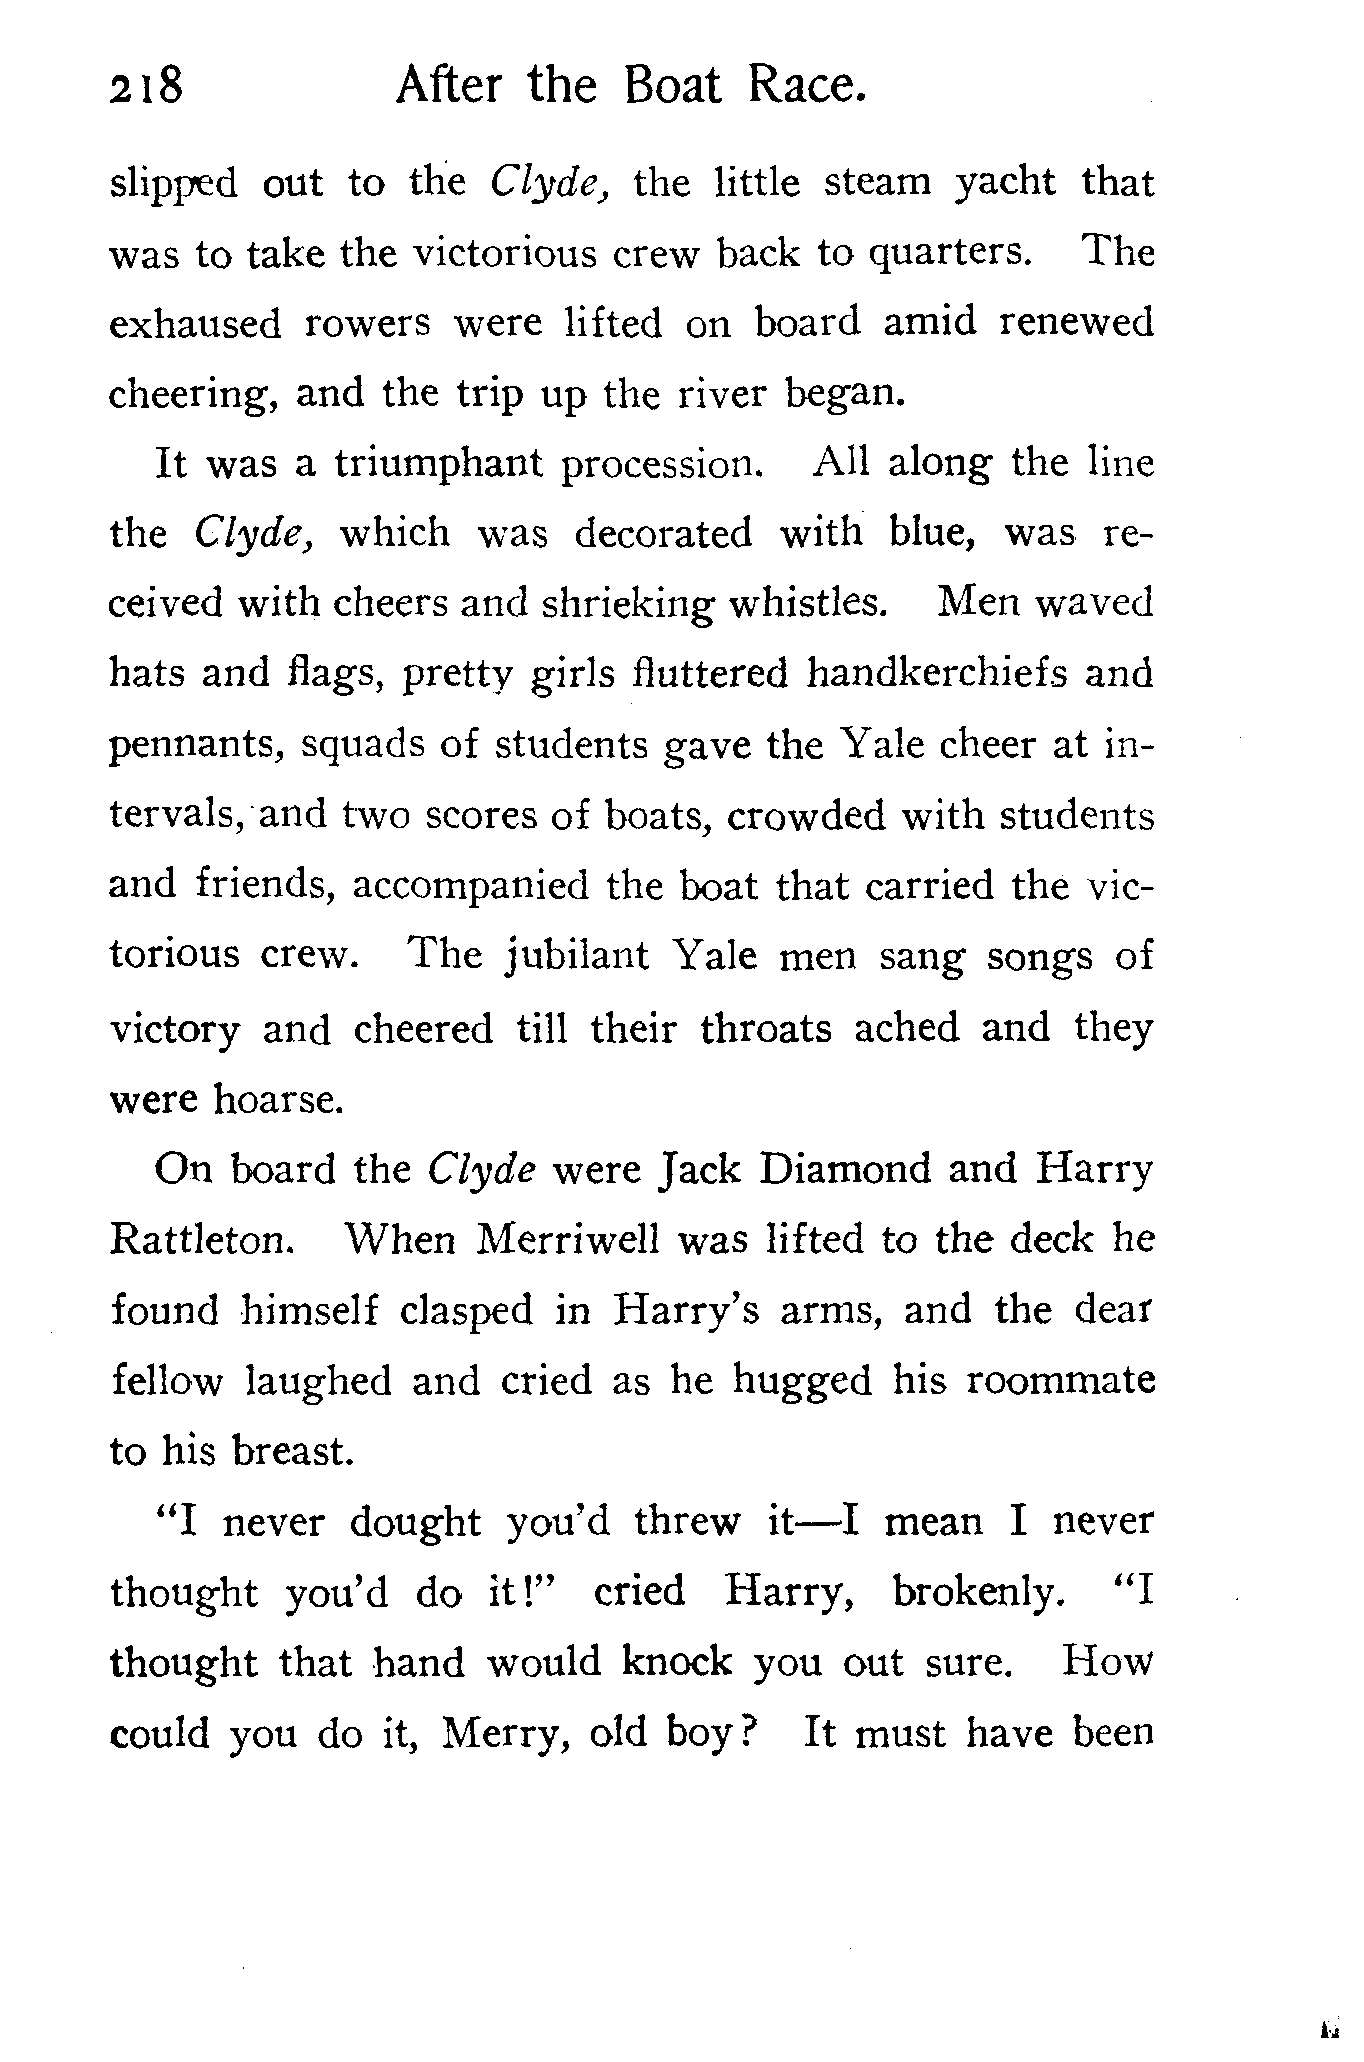 218 After the Boat Race.
slipped out to the Clyde, the little steam yacht that
was to take the victorious crew back to quarters. The
exhaused rowers were lifted on board amid renewed
cheering, and the trip up the river began.
It was a triumphant procession. All along the line
the Clyde, which was decorated with blue, was re-
ceived with cheers and shrieking whistles. Men waved
hats and flags, pretty girls fluttered handkerchiefs and
pennants, squads of students gave the Yale cheer at in-
tervals, and two scores of boats, crowded with students
and friends, accompanied the boat that carried the vic-
torious crew. The jubilant Yale men sang songs of
victory and cheered till their throats ached and they
were hoarse.
On board the Clyde were Jack Diamond and Harry
Rattleton. When Merriwell was lifted to the deck he
found himself clasped in Harry's arms, and the dear
fellow laughed and cried as he hugged his roommate
to his breast.
"I never dought you'd threw it—I mean I never
thought you'd do it!" cried Harry, brokenly. "I
thought that hand would knock you out sure. How
could you do it, Merry, old boy? It must have been